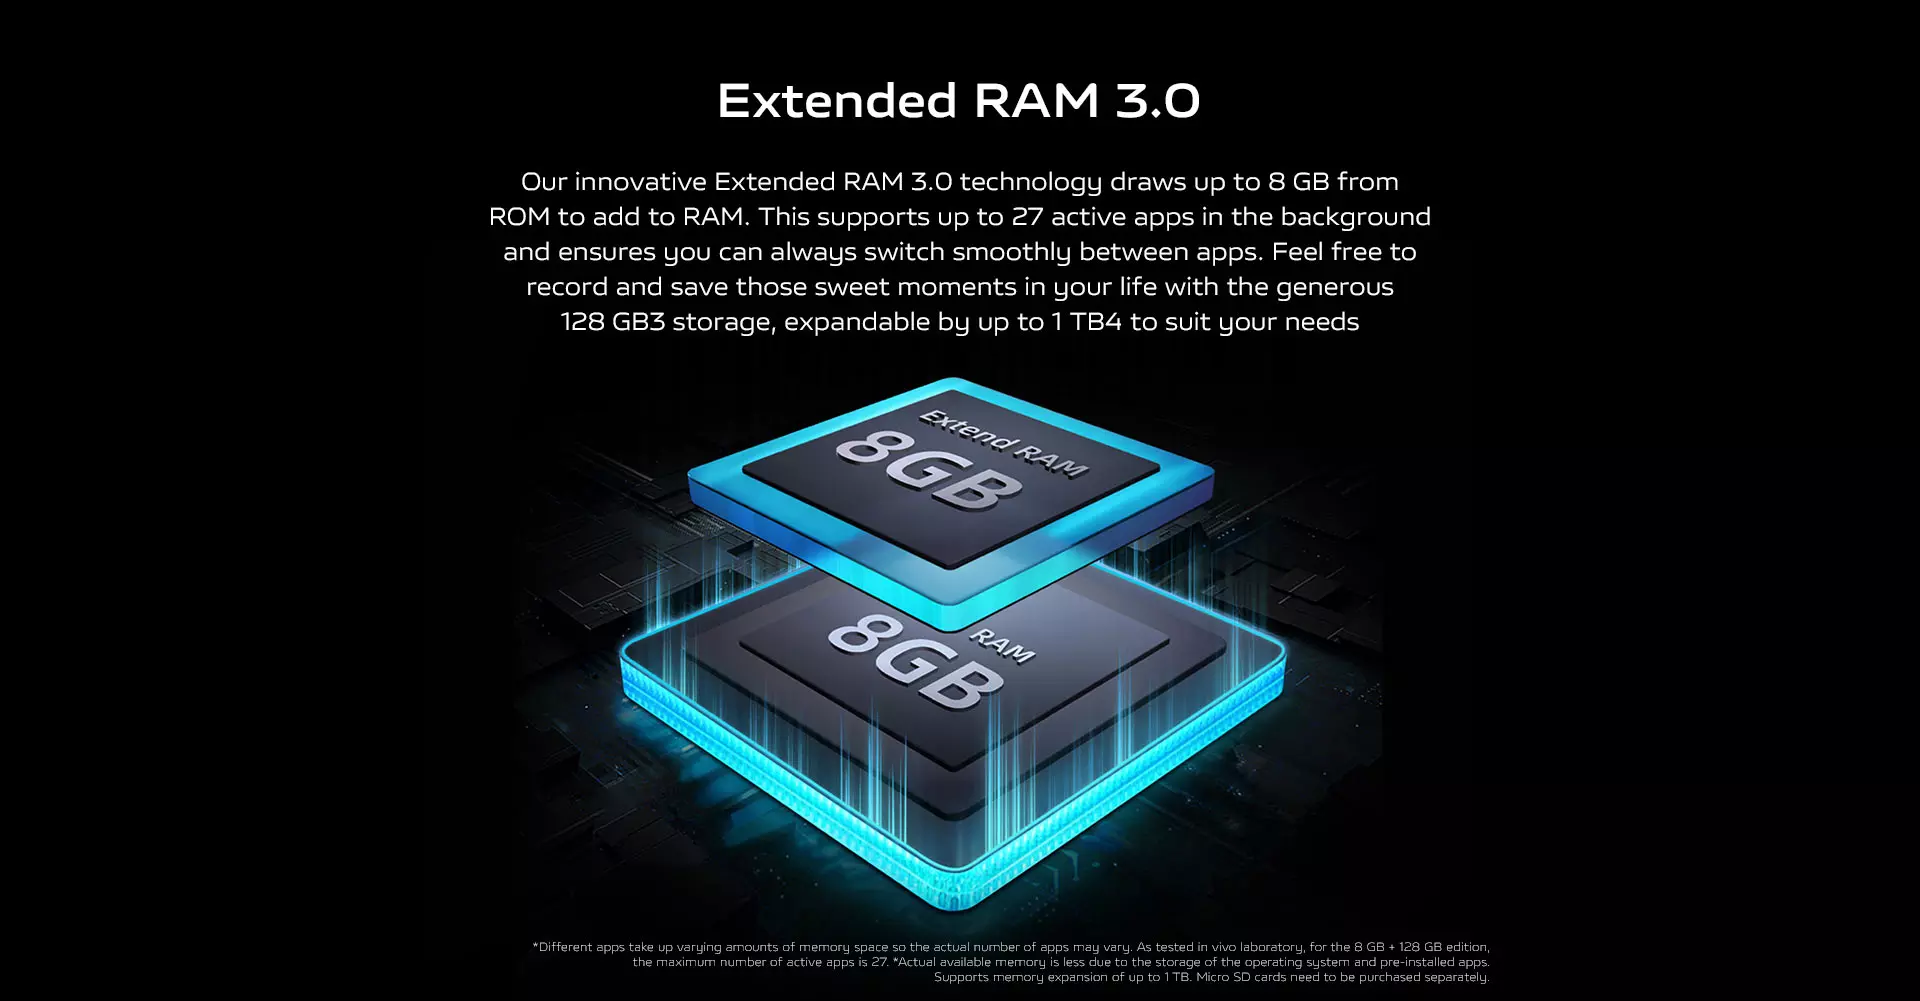 Extended RAM 3.0
Our innovative Extended RAM 3.0 technology draws up to 8 GB from
ROM to add to RAM. This supports up to 27 active apps in the background
and ensures you can always switch smoothly between apps. Feel free to
record and save those sweet moments in your life with the generous
128 GB3 storage, expandable by up to 1 TB4 to suit your needs
Extend RAM
8GB
RAM
8GB
*Different apps take up varying amounts of memory space so the actual number of apps may vary. As tested in vivo laboratory, for the 8 GB + 128 GB edition,
the maximum number of active apps is 27. *Actual available memory is less due to the storage of the operating system and pre-installed apps.
Supports memory expansion of up to 1 TB. Micro SD cards need to be purchased separately.